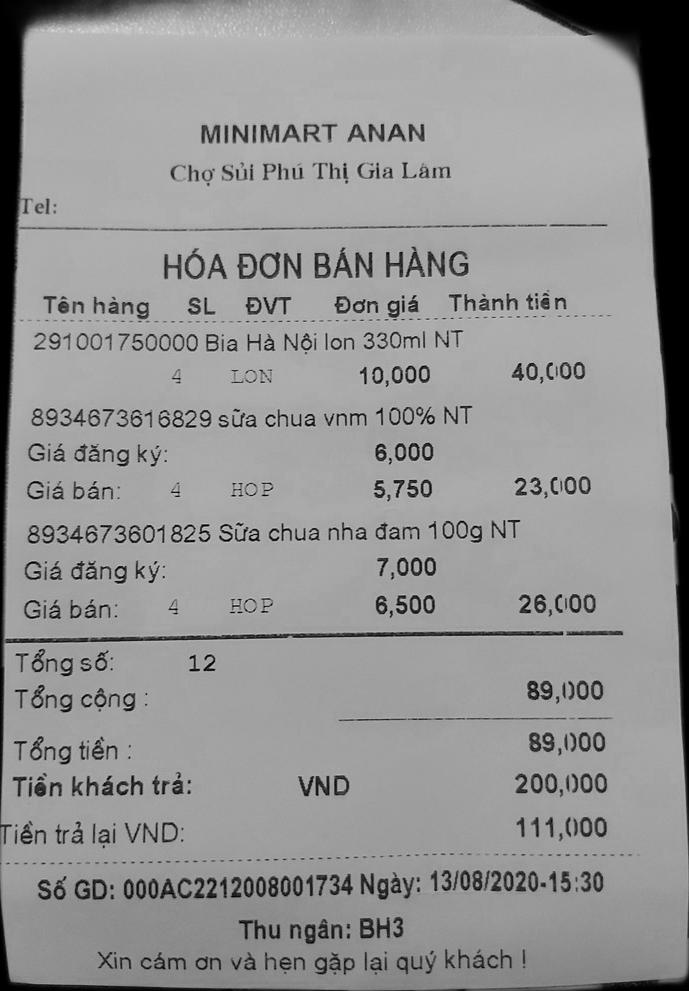 MINIMART ANAN
Chợ Sủi Phú Thị Gia Lâm
Tel:
HÓA ĐƠN BÁN HÀNG
Tên hàng SL ĐVT Đơn giá Thành tiền
291001750000 Bia Hà Nội lon 330ml NT
4 LON 10,000 40,000
8934673616829 sữa chua vnm 100% NT
Giá đăng ký: 6,000
Giá bán: 4 HOP 5,750 23,000
8934673601825 Sữa chua nha đam 100g NT
Giá đăng ký: 7,000
Giá bán: 4 HOP 6,500 26,000
Tổng số: 12
Tổng cộng : 89,000
Tổng tiền : 89,000
Tiền khách trả: VND 200,000
Tiền trả lại VND: 111,000
Số GD: 000AC2212008001734 Ngày: 13/08/2020-15:30
Thu ngân: BH3
Xin cám ơn và hẹn gặp lại quý khách !